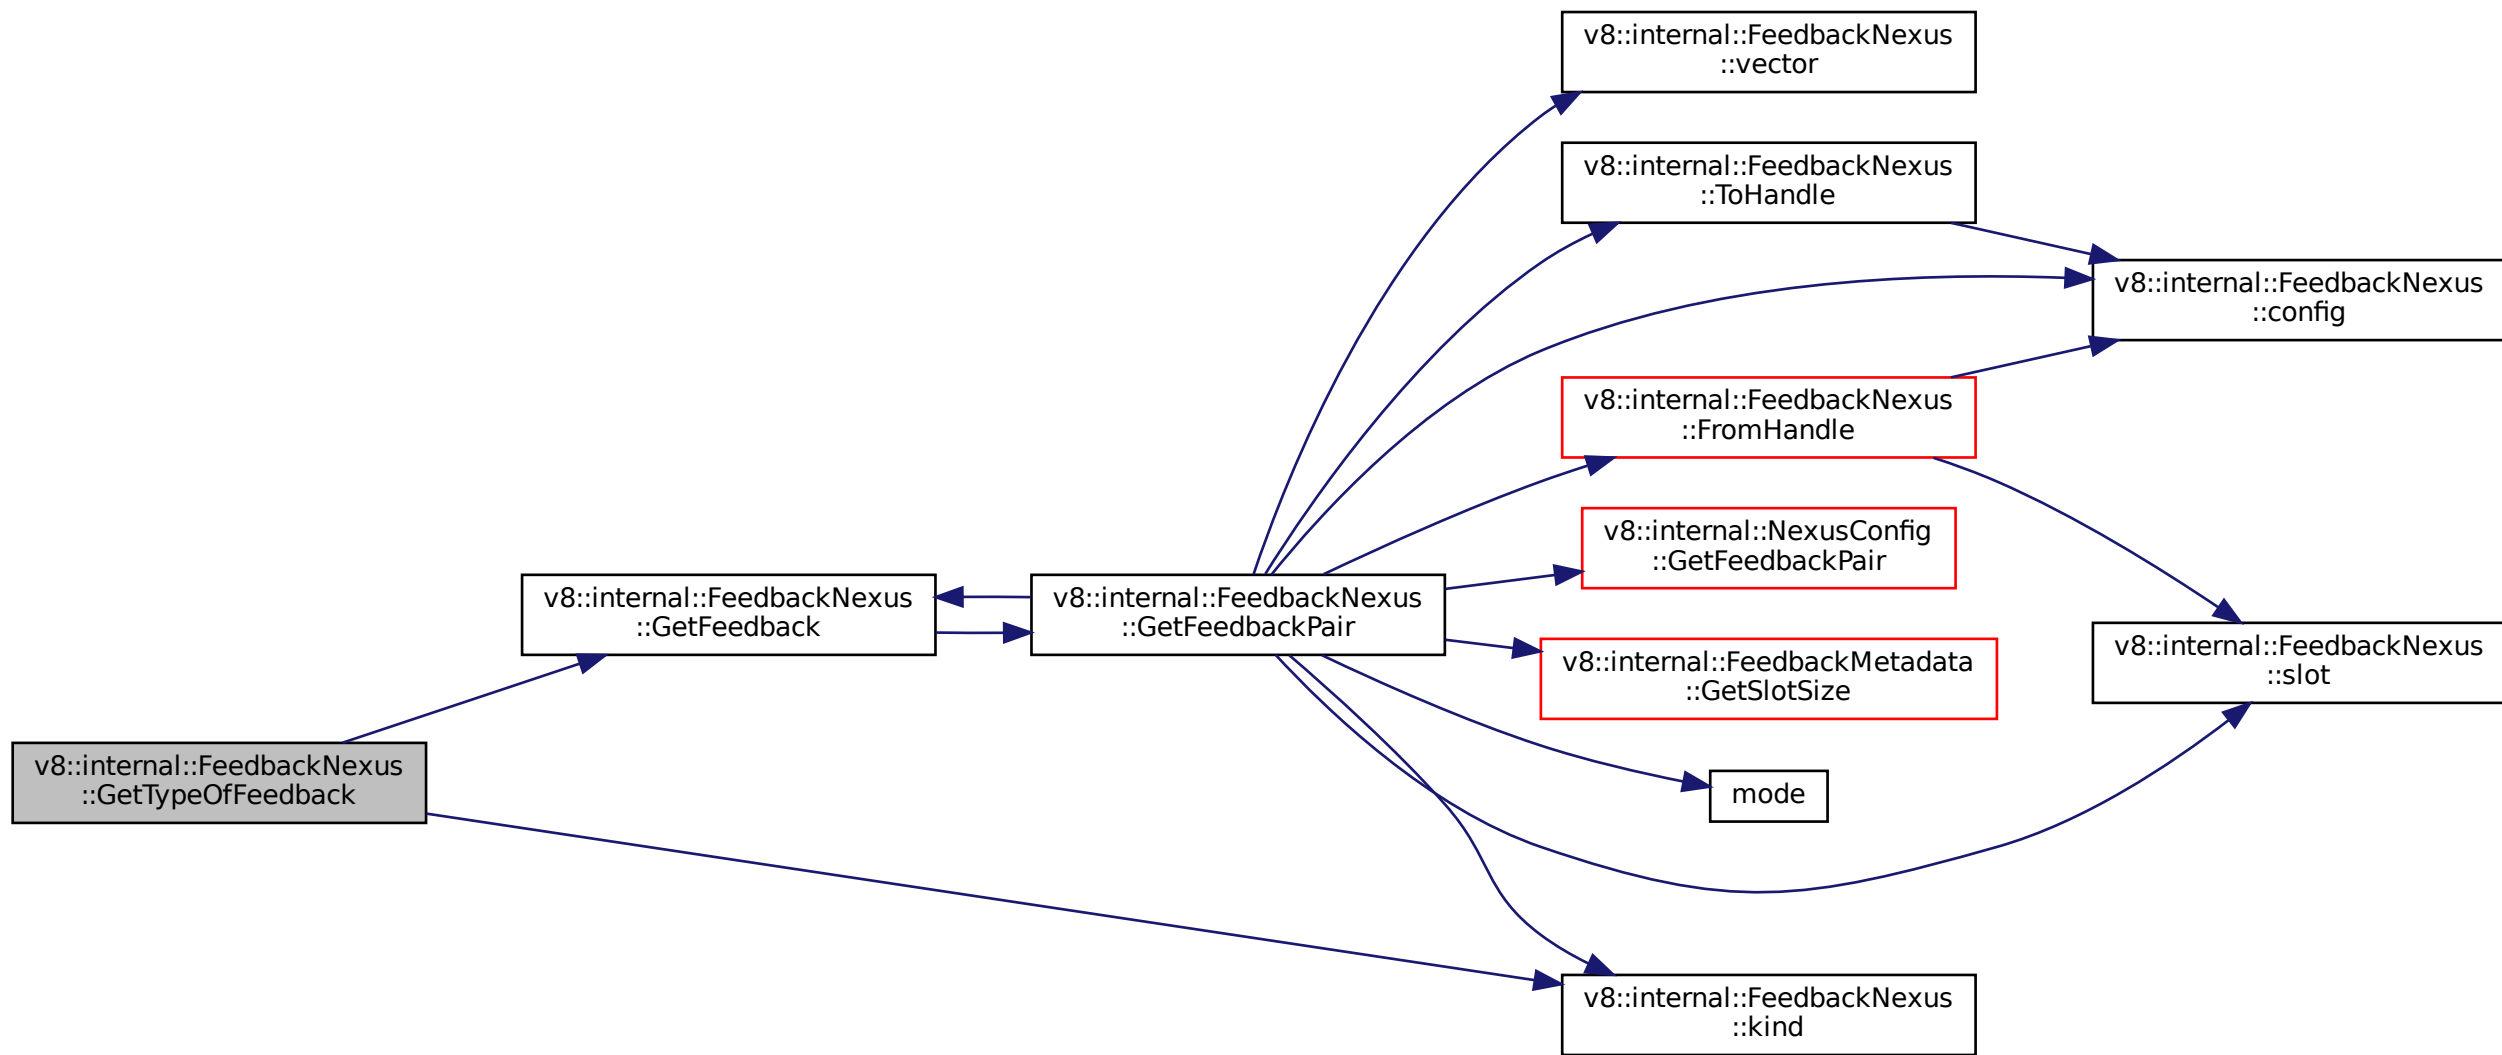 v8::internal::FeedbackNexus
::vector
v8::internal::FeedbackNexus
::ToHandle
v8::internal::FeedbackNexus
::config
v8::internal::FeedbackNexus
::FromHandle
v8::internal::NexusConfig
::GetFeedbackPair
v8::internal::FeedbackNexus
::GetFeedback
v8::internal::FeedbackNexus
::GetFeedbackPair
v8::internal::FeedbackMetadata
::GetSlotSize
v8::internal::FeedbackNexus
::slot
v8::internal::FeedbackNexus
::GetTypeOfFeedback
mode
v8::internal::FeedbackNexus
::kind